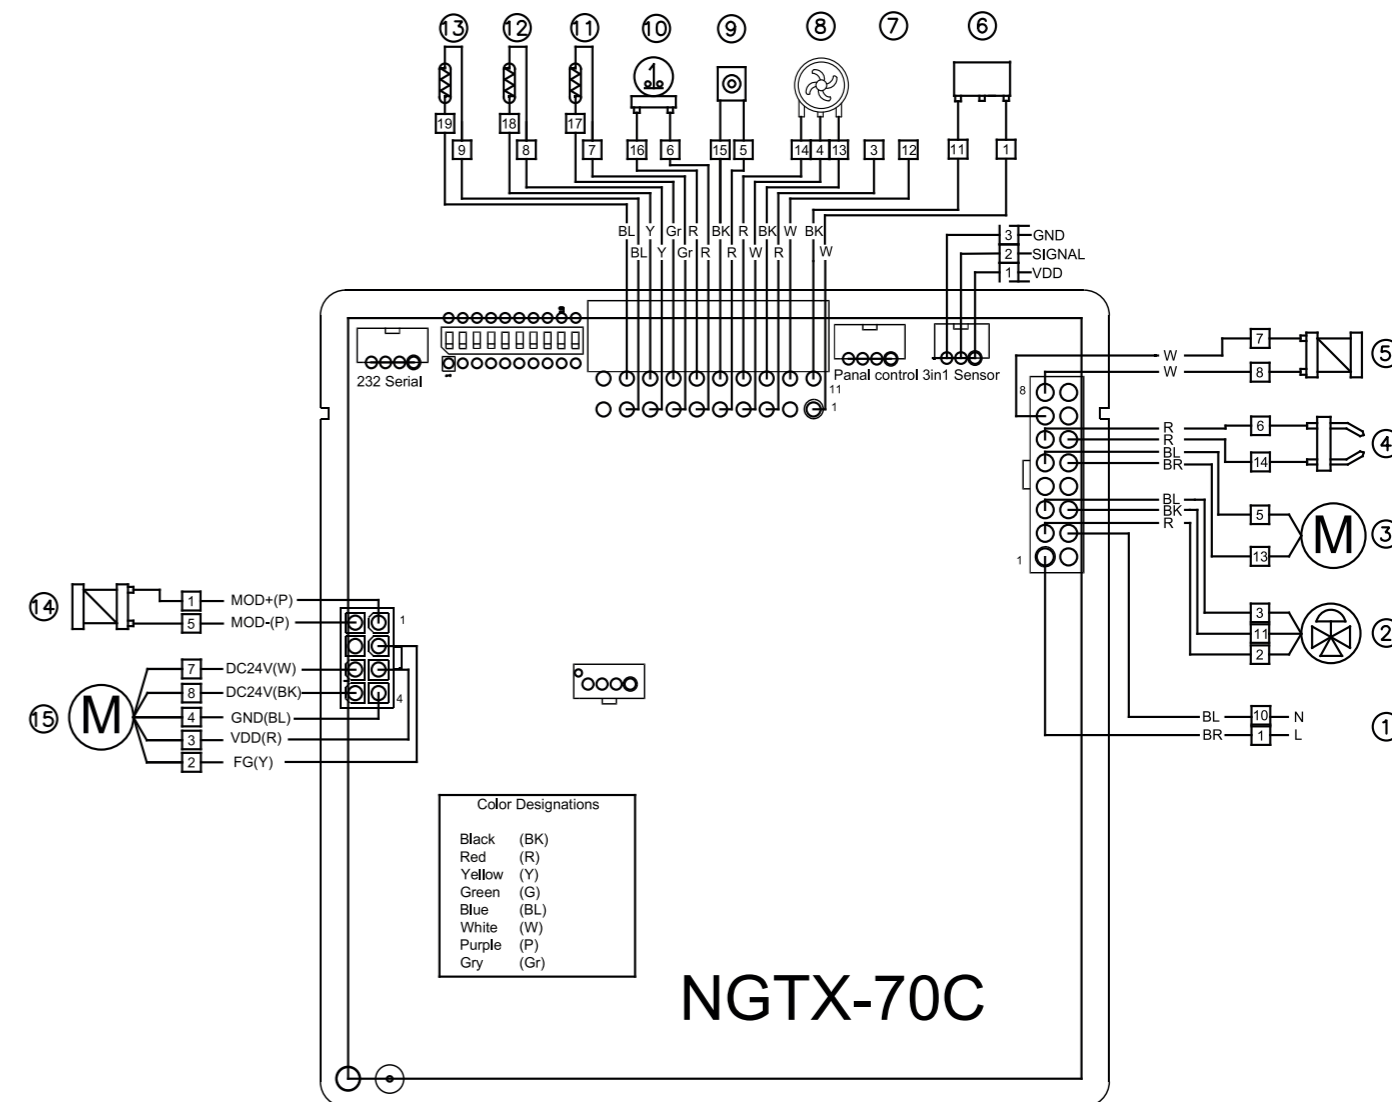 13 12 11 10 9 8 7 6
1
19 18 17
9 8 7 16 6 15 5 14 4 13 3 12 11 1
BL Y Gr R BK R BK W BK
BL Y Gr R R W R W
3 GND
2 SIGNAL
1 VDD
232 Serial
Panal control 3in1 Sensor
11
1
8
1
W 7
W 8
5
R 6
R 14
4
BL
BR
5
13
M
3
BL
BK
R
3
11
2
2
BL 10 N
BR 1 L
1
14
1 MOD+(P)
5 MOD-(P)
1
4
15
M
7 DC24V(W)
8 DC24V(BK)
4 GND(BL)
3 VDD(R)
2 FG(Y)
Color Designations
Black (BK)
Red (R)
Yellow (Y)
Green (G)
Blue (BL)
White (W)
Purple (P)
Gry (Gr)
NGTX-70C